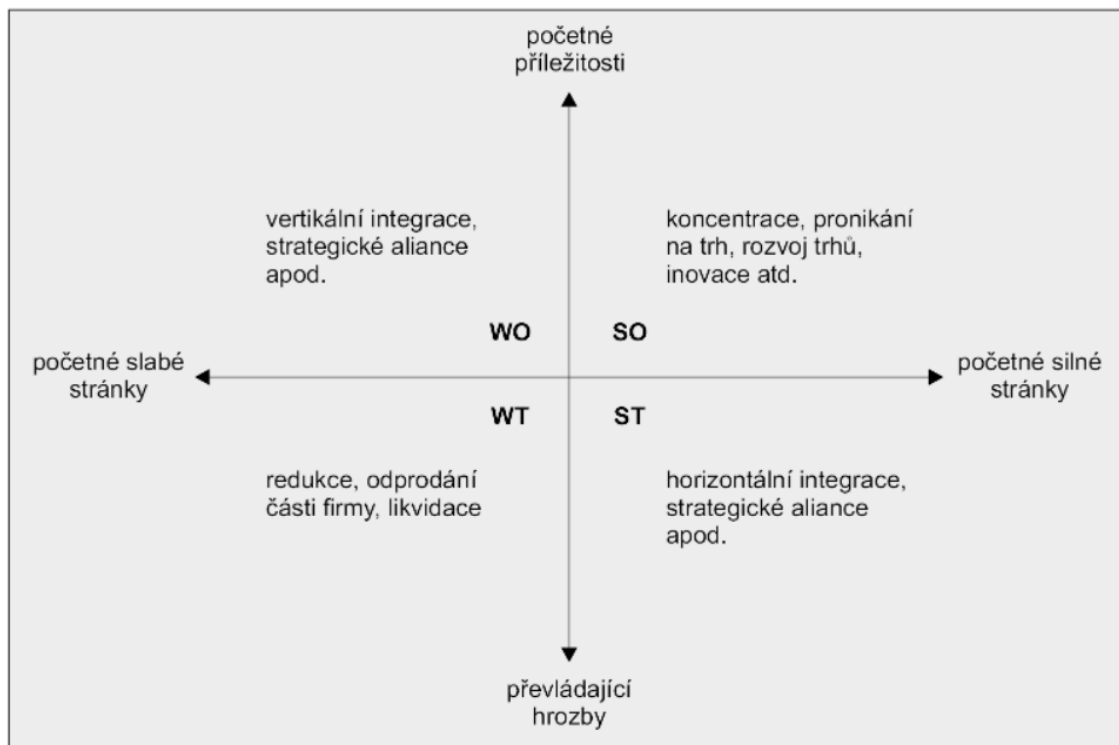 početné
příležitosti
vertikální integrace,
strategické aliance
apod.
koncentrace, pronikání
na trh, rozvoj trhů,
inovace atd.
WO
SO
početné slabé
stránky
početné silné
stránky
WT
ST
redukce, odprodání
části firmy, likvidace
horizontální integrace,
strategické aliance
apod.
převládající
hrozby